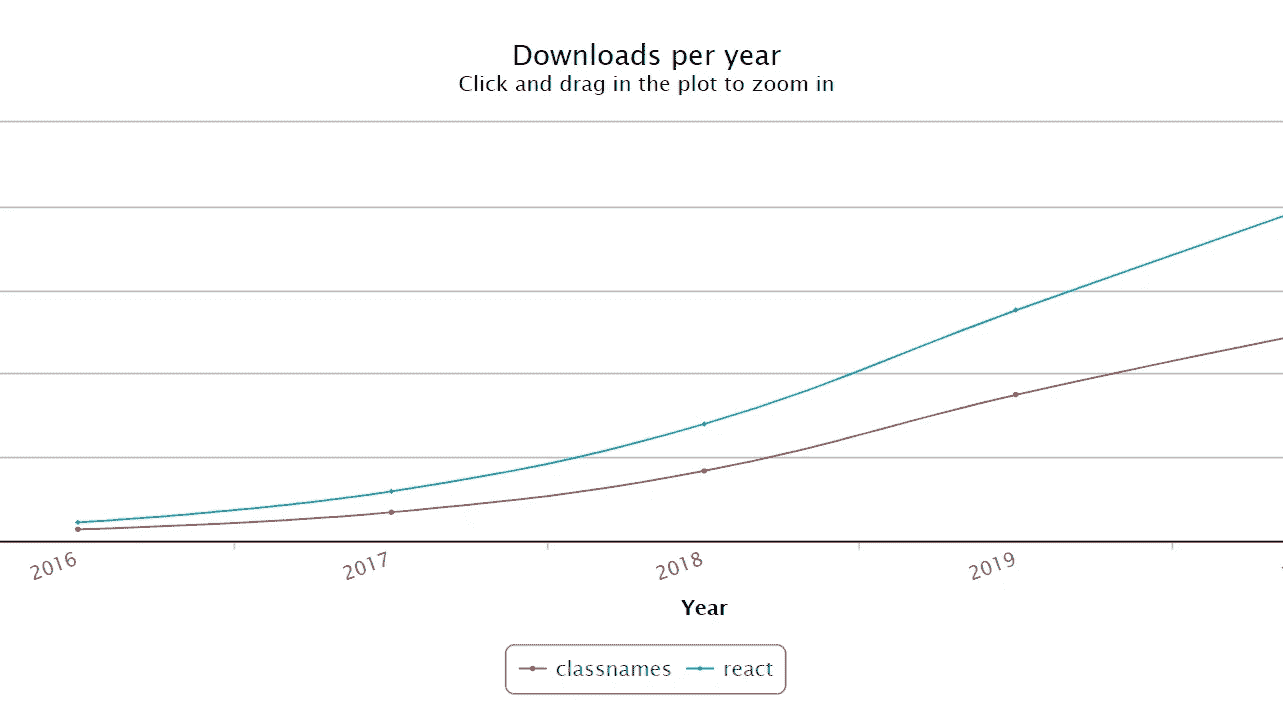 Downloads per year
Click and drag in the plot to zoom in
2016 2017 2018 2019
Year
classnames react